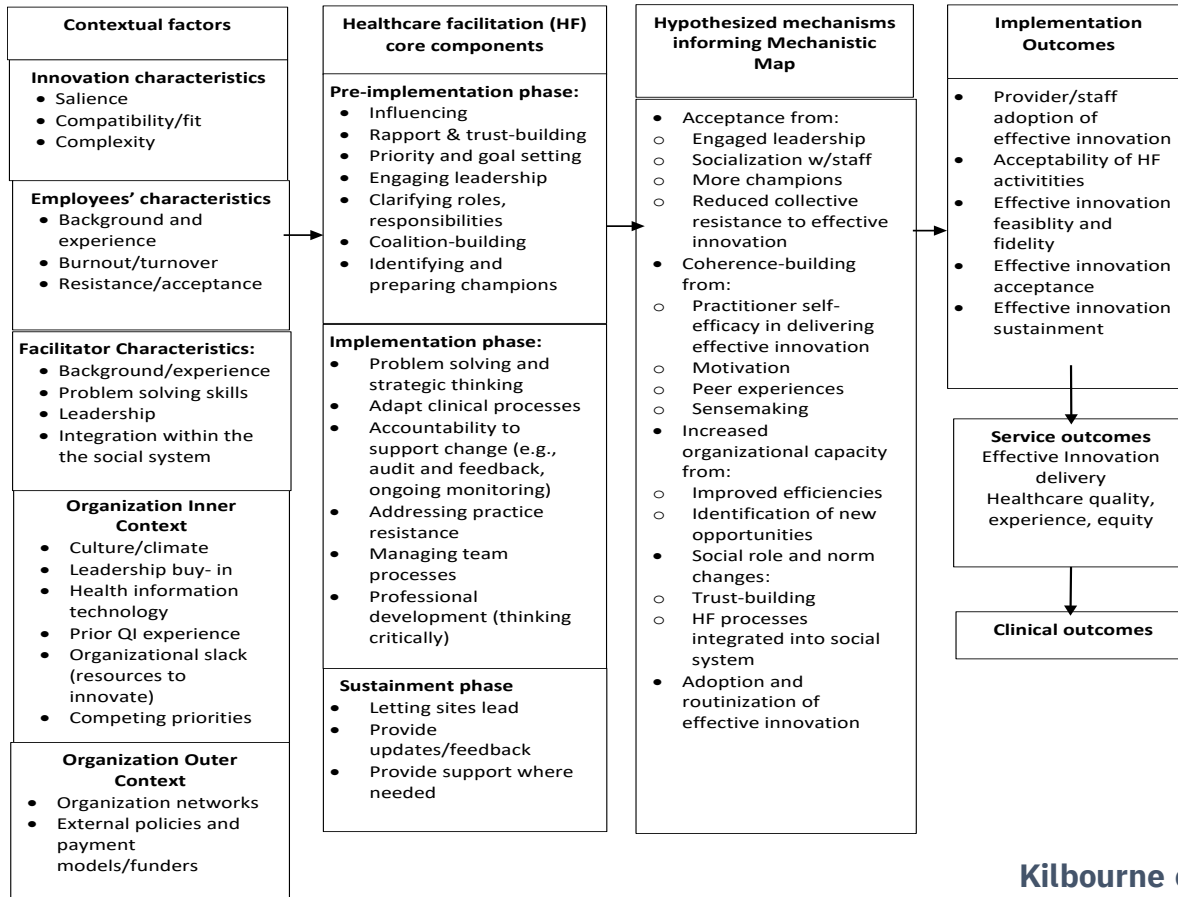 Contextual factors
Innovation characteristics
• Salience
• Compatibility/fit
• Complexity
Employees’ characteristics
• Background and
experience
• Burnout/turnover
• Resistance/acceptance
Facilitator Characteristics:
• Background/experience
• Problem solving skills
• Leadership
• Integration within the
the social system
Organization Inner
Context
• Culture/climate
• Leadership buy- in
• Health information
technology
• Prior QI experience
• Organizational slack
(resources to
innovate)
• Competing priorities
Organization Outer
Context
• Organization networks
• External policies and
payment
models/funders
Healthcare facilitation (HF)
core components
Pre-implementation phase:
• Influencing
• Rapport & trust-building
• Priority and goal setting
• Engaging leadership
• Clarifying roles,
responsibilities
• Coalition-building
• Identifying and
preparing champions
Implementation phase:
• Problem solving and
strategic thinking
• Adapt clinical processes
• Accountability to
support change (e.g.,
audit and feedback,
ongoing monitoring)
• Addressing practice
resistance
• Managing team
processes
• Professional
development (thinking
critically)
Sustainment phase
• Letting sites lead
• Provide
updates/feedback
• Provide support where
needed
Hypothesized mechanisms
informing Mechanistic
Map
• Acceptance from:
○ Engaged leadership
○ Socialization w/staff
○ More champions
○ Reduced collective
resistance to effective
innovation
• Coherence-building
from:
○ Practitioner self-
efficacy in delivering
effective innovation
○ Motivation
○ Peer experiences
○ Sensemaking
• Increased
organizational capacity
from:
○ Improved efficiencies
○ Identification of new
opportunities
• Social role and norm
changes:
○ Trust-building
○ HF processes
integrated into social
system
• Adoption and
routinization of
effective innovation
Implementation
Outcomes
• Provider/staff
adoption of
effective innovation
• Acceptability of HF
activitities
• Effective innovation
feasiblity and
fidelity
• Effective innovation
acceptance
• Effective innovation
sustainment
Service outcomes
Effective Innovation
delivery
Healthcare quality,
experience, equity
Clinical outcomes
Kilbourne